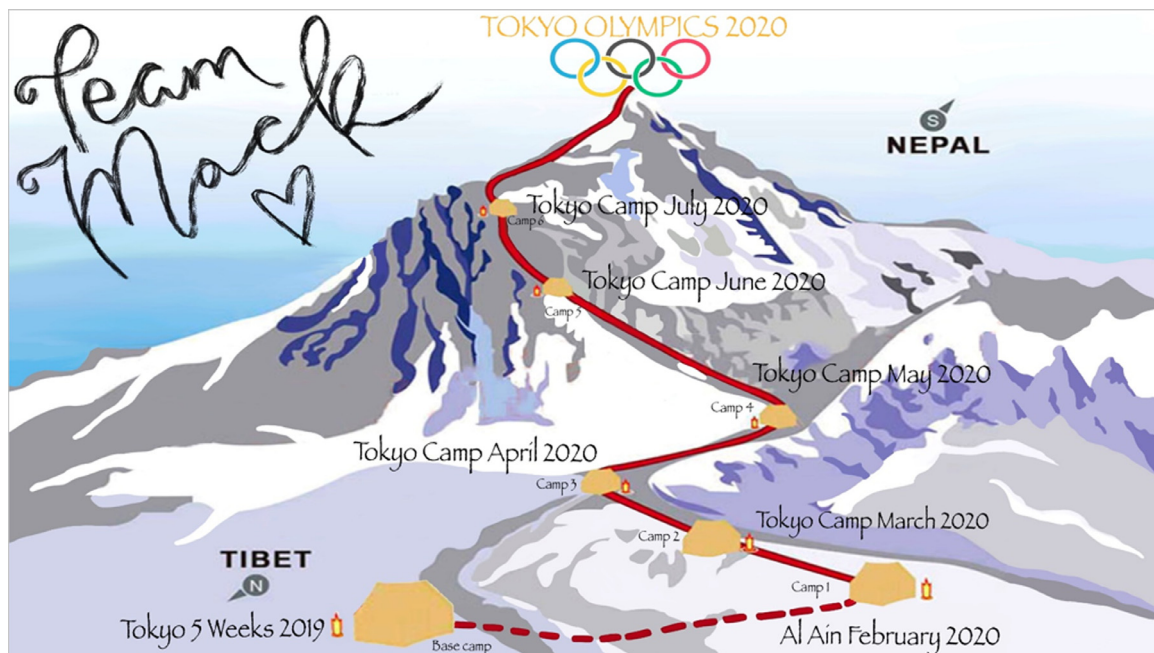 TOKYO OLYMPICS 2020
Team
Mack
S
NEPAL
Tokyo Camp July 2020
Camp 6
Tokyo Camp June 2020
Camp 5
Tokyo Camp May 2020
Camp 4
Tokyo Camp April 2020
Camp 3
Tokyo Camp March 2020
Camp 2
TIBET
N
Camp 1
Tokyo 5 Weeks 2019
Base camp
Al Ain February 2020